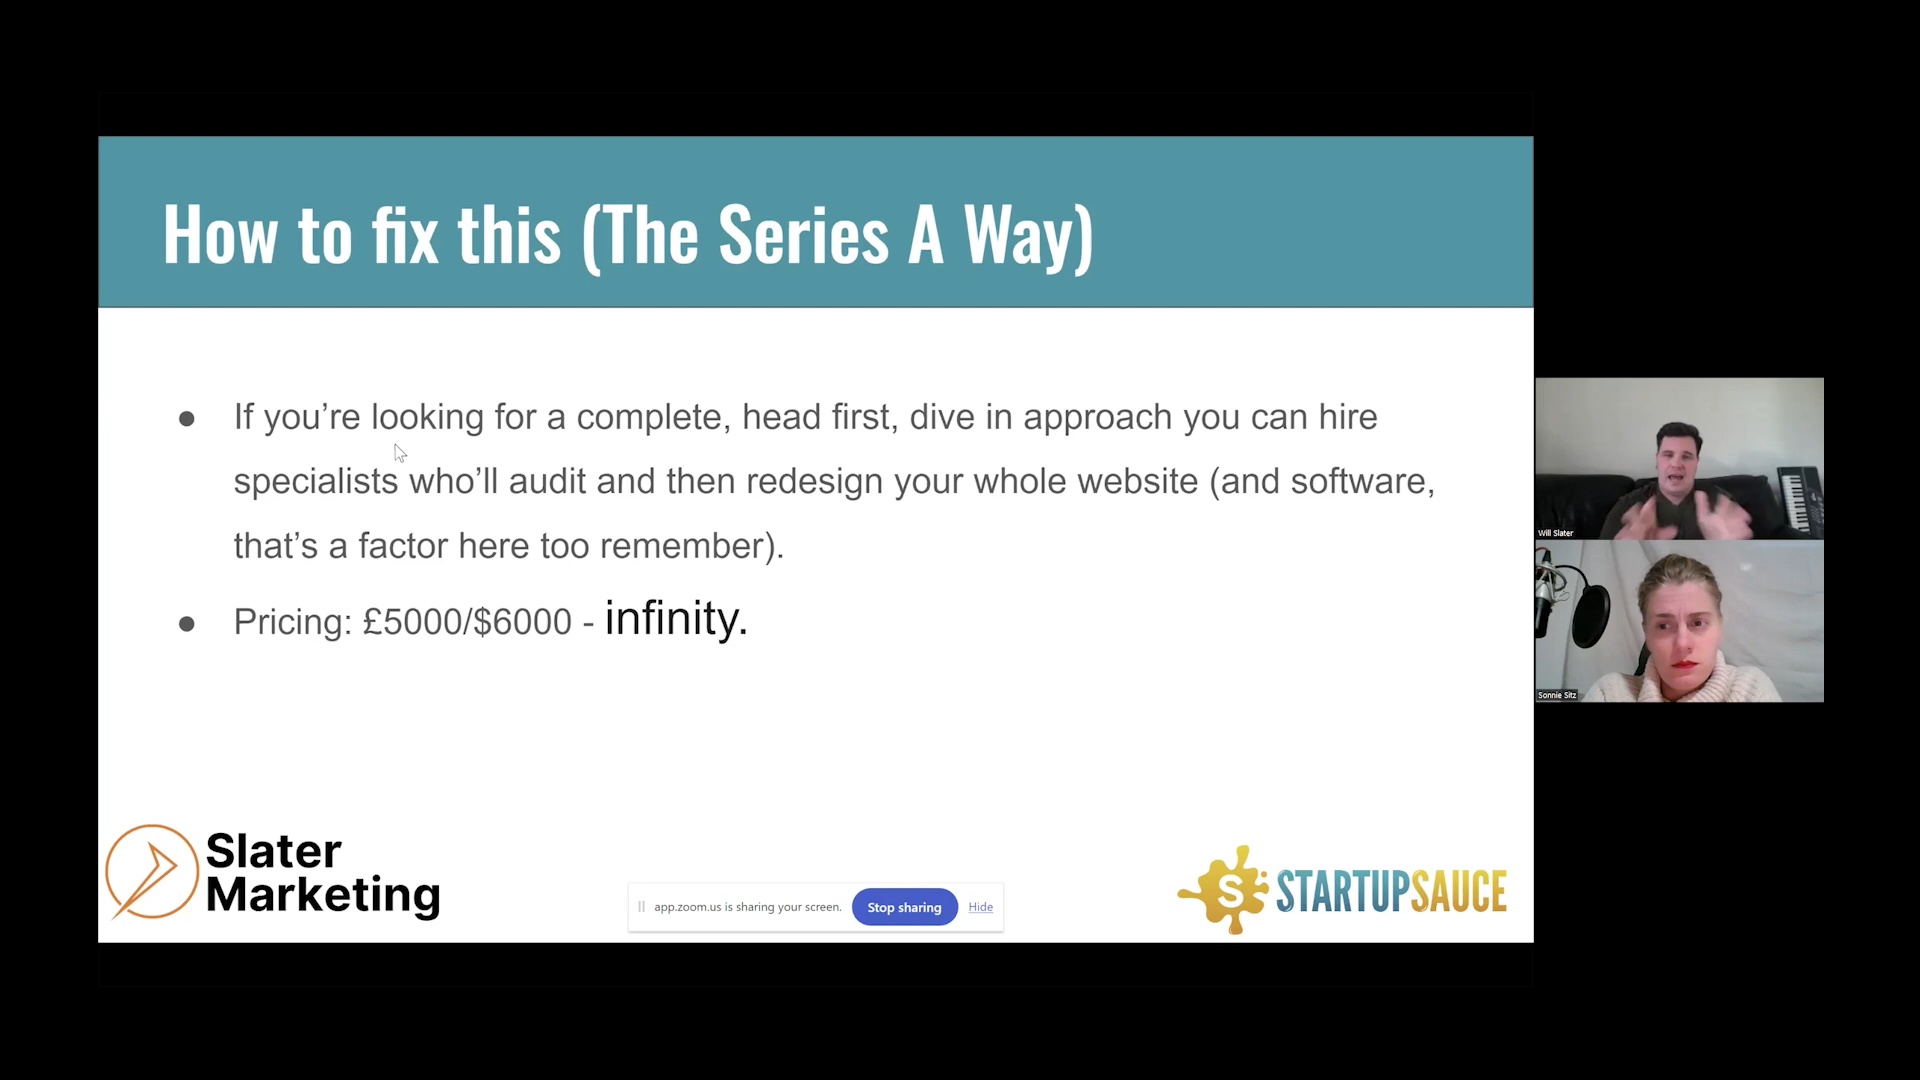 How to fix this (The Series A Way)
● If you’re looking for a complete, head first, dive in approach you can hire
specialists who’ll audit and then redesign your whole website (and software,
that’s a factor here too remember).
● Pricing: £5000/$6000 - infinity.
Will Slater
Sonnie Sitz
Slater
Marketing
app.zoom.us is sharing your screen. Stop sharing Hide
S STARTUPSAUCE